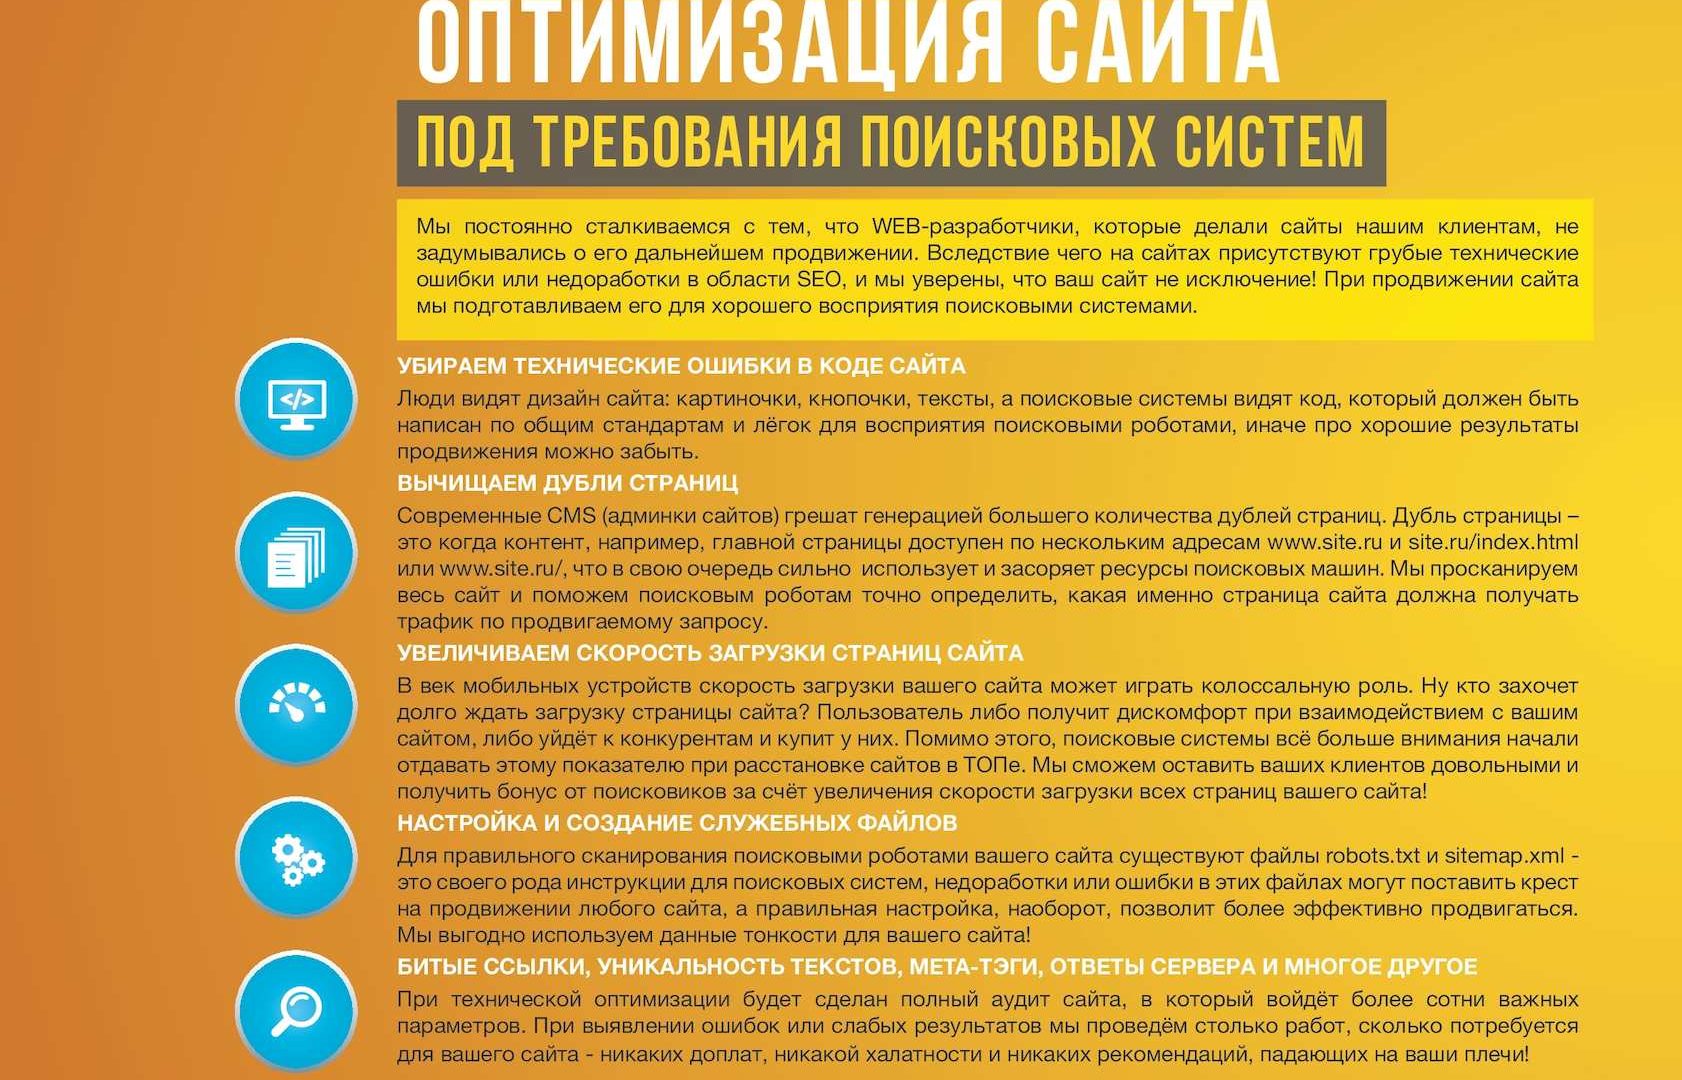 ОПТИМИЗАЦИЯ САЙТА
ПОД ТРЕБОВАНИЯ ПОИСКОВЫХ СИСТЕМ
Мы постоянно сталкиваемся с тем, что WEB-разработчики, которые делали сайты нашим клиентам, не
задумывались о его дальнейшем продвижении. Вследствие чего на сайтах присутствуют грубые технические
ошибки или недоработки в области SEO, и мы уверены, что ваш сайт не исключение! При продвижении сайта
мы подготавливаем его для хорошего восприятия поисковыми системами.
УБИРАЕМ ТЕХНИЧЕСКИЕ ОШИБКИ В КОДЕ САЙТА
Люди видят дизайн сайта: картиночки, кнопочки, тексты, а поисковые системы видят код, который должен быть
написан по общим стандартам и лёгок для восприятия поисковыми роботами, иначе про хорошие результаты
продвижения можно забыть.
ВЫЧИЩАЕМ ДУБЛИ СТРАНИЦ
Современные CMS (админки сайтов) грешат генерацией большего количества дублей страниц. Дубль страницы –
это когда контент, например, главной страницы доступен по нескольким адресам www.site.ru и site.ru/index.html
или www.site.ru/, что в свою очередь сильно использует и засоряет ресурсы поисковых машин. Мы просканируем
весь сайт и поможем поисковым роботам точно определить, какая именно страница сайта должна получать
трафик по продвигаемому запросу.
УВЕЛИЧИВАЕМ СКОРОСТЬ ЗАГРУЗКИ СТРАНИЦ САЙТА
В век мобильных устройств скорость загрузки вашего сайта может играть колоссальную роль. Ну кто захочет
долго ждать загрузку страницы сайта? Пользователь либо получит дискомфорт при взаимодействием с вашим
сайтом, либо уйдёт к конкурентам и купит у них. Помимо этого, поисковые системы всё больше внимания начали
отдавать этому показателю при расстановке сайтов в ТОПе. Мы сможем оставить ваших клиентов довольными и
получить бонус от поисковиков за счёт увеличения скорости загрузки всех страниц вашего сайта!
НАСТРОЙКА И СОЗДАНИЕ СЛУЖЕБНЫХ ФАЙЛОВ
Для правильного сканирования поисковыми роботами вашего сайта существуют файлы robots.txt и sitemap.xml -
это своего рода инструкции для поисковых систем, недоработки или ошибки в этих файлах могут поставить крест
на продвижении любого сайта, а правильная настройка, наоборот, позволит более эффективно продвигаться.
Мы выгодно используем данные тонкости для вашего сайта!
БИТЫЕ ССЫЛКИ, УНИКАЛЬНОСТЬ ТЕКСТОВ, МЕТА-ТЭГИ, ОТВЕТЫ СЕРВЕРА И МНОГОЕ ДРУГОЕ
При технической оптимизации будет сделан полный аудит сайта, в который войдёт более сотни важных
параметров. При выявлении ошибок или слабых результатов мы проведём столько работ, сколько потребуется
для вашего сайта - никаких доплат, никакой халатности и никаких рекомендаций, падающих на ваши плечи!